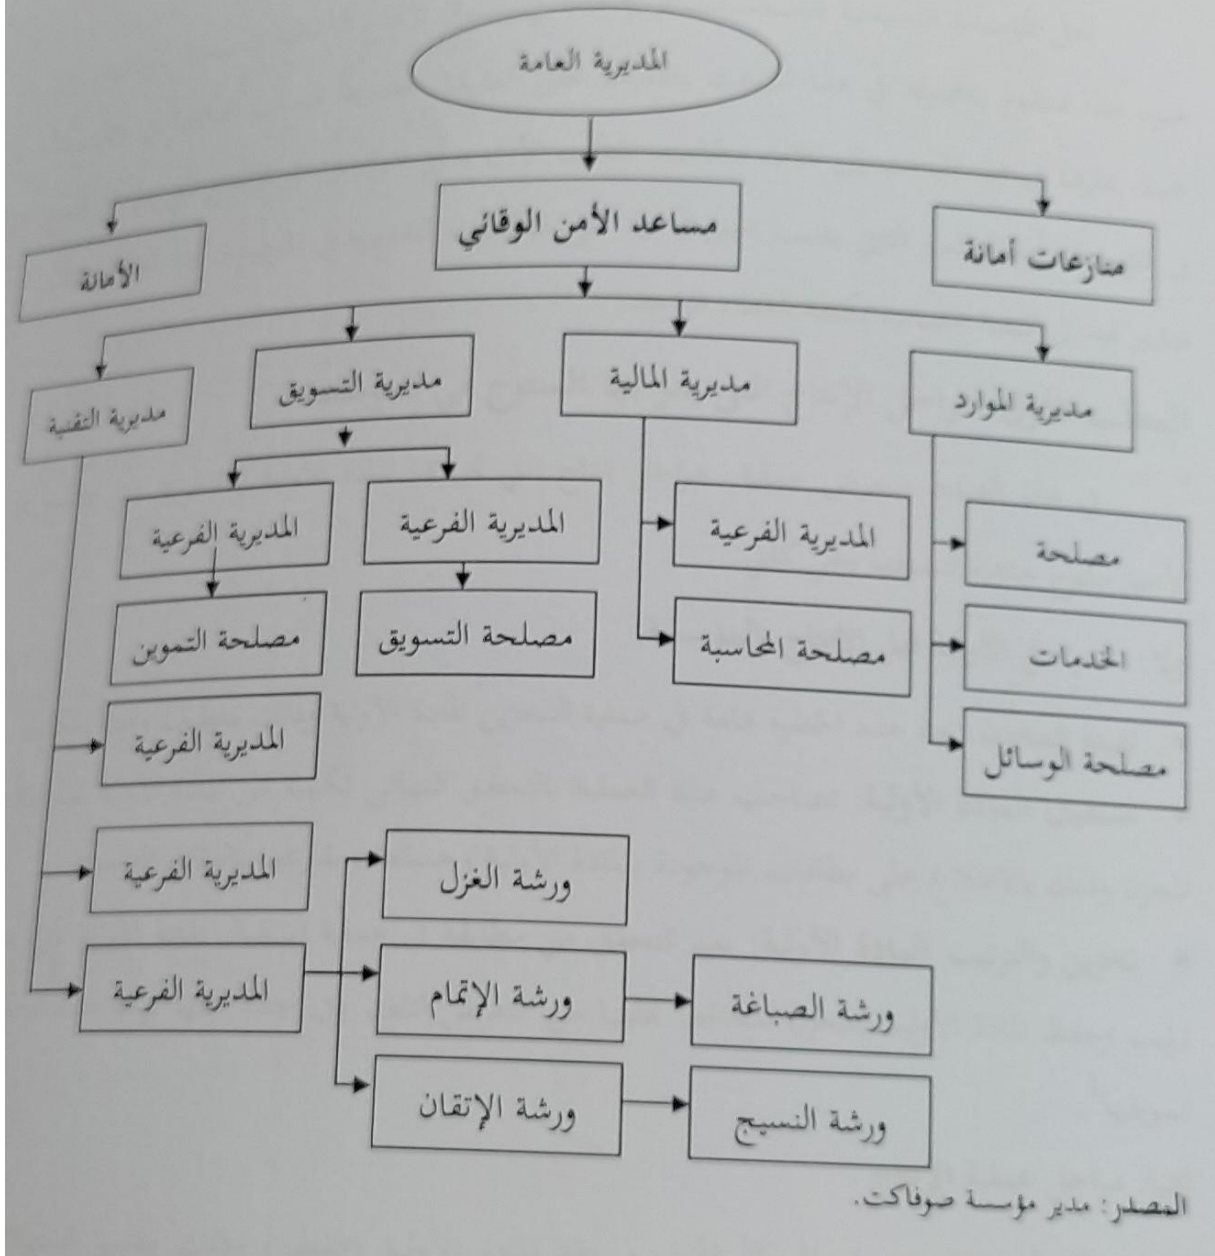 المديرية العامة
منازعات أمانة
مساعد الأمن الوقائي
الأمانة
مديرية الموارد
مديرية المالية
مديرية التسويق
مديرية التقنية
مصلحة
الخدمات
مصلحة الوسائل
المديرية الفرعية
مصلحة المحاسبة
المديرية الفرعية
مصلحة التسويق
المديرية الفرعية
مصلحة التموين
المديرية الفرعية
المديرية الفرعية
المديرية الفرعية
ورشة الغزل
ورشة الإتمام
ورشة الصباغة
ورشة الإتقان
ورشة النسيج
المصدر: مدير مؤسسة صوفاكت.